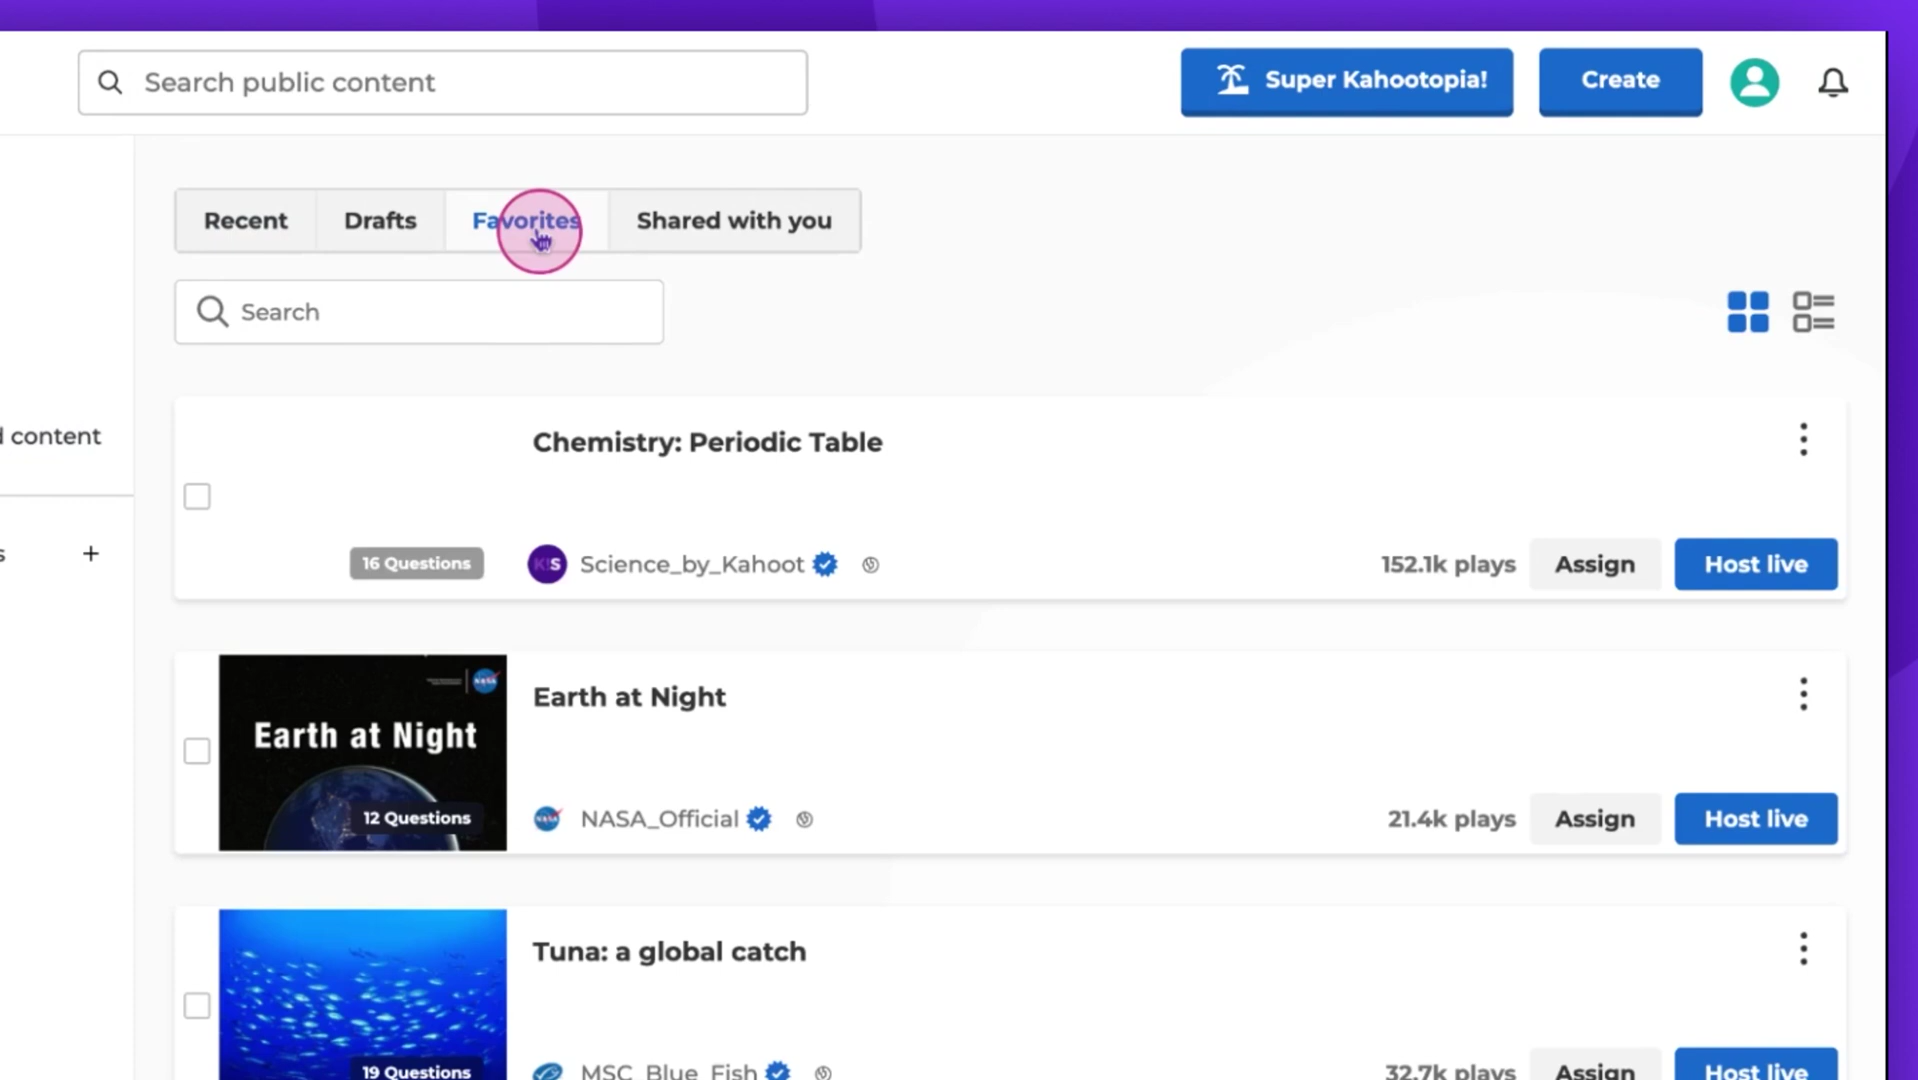 Search public content
Super Kahootopia!
Create
Recent
Drafts
Favorites
Shared with you
Search
content
Chemistry: Periodic Table
16 Questions
K!S
Science_by_Kahoot
152.1k plays
Assign
Host live
NASA
Earth at Night
12 Questions
Earth at Night
NASA
NASA_Official
21.4k plays
Assign
Host live
Tuna: a global catch
19 Questions
MSC_Blue_Fish
32.7k plays
Assign
Host live